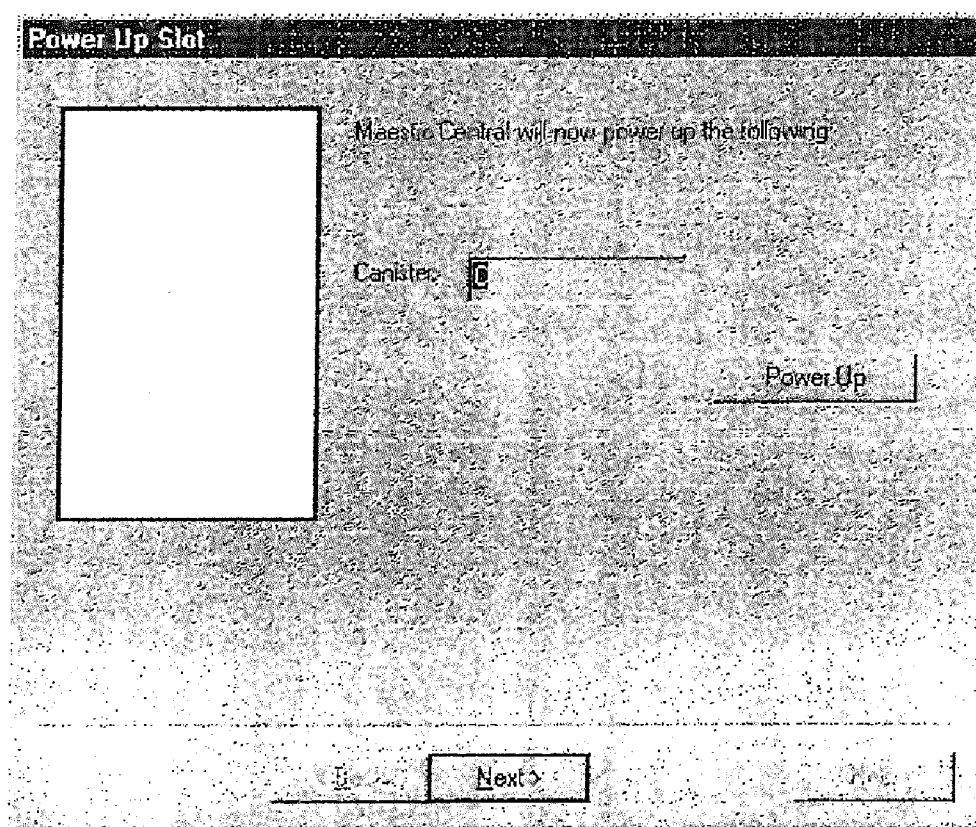 Power Up Slot
Maestro Central will now power up the following:
Canister:
Power Up
Next >